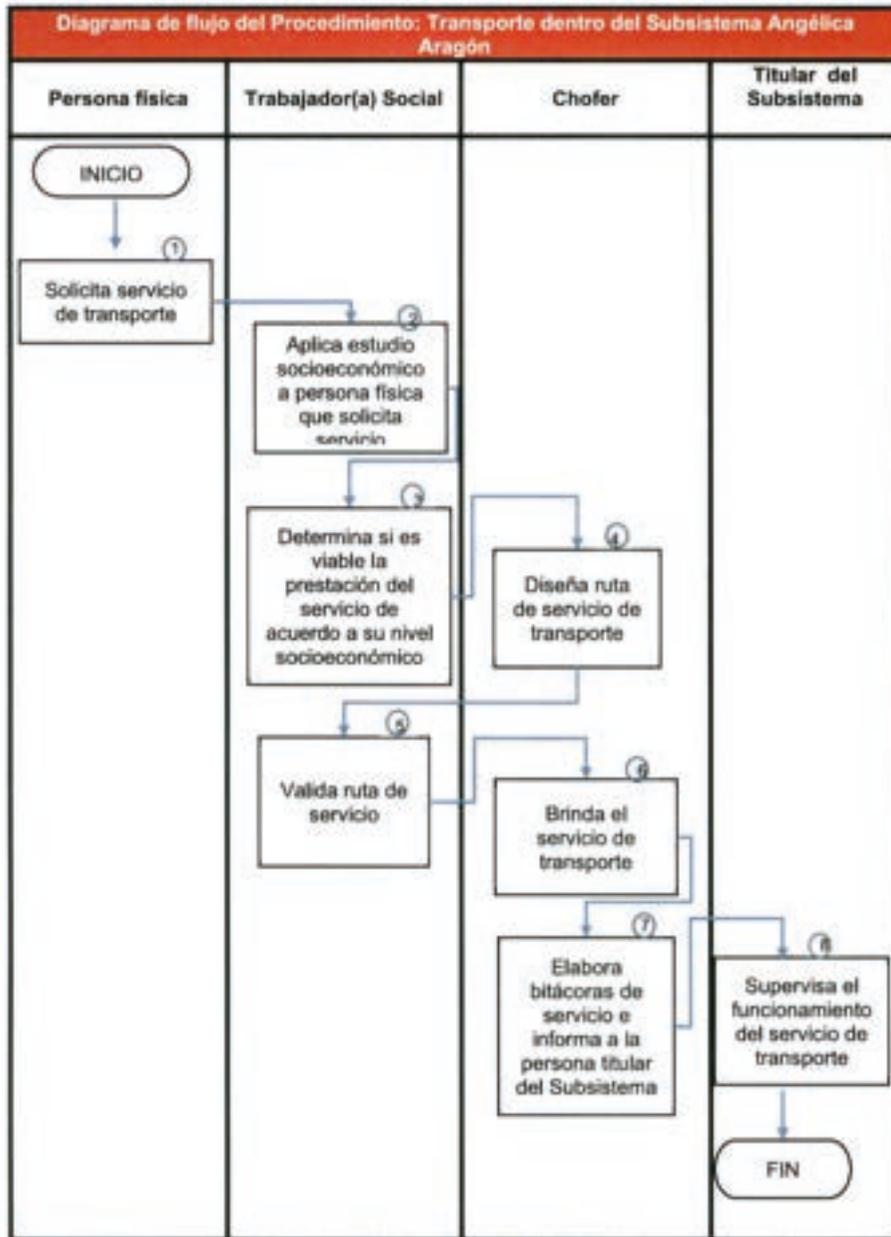 Diagrama de flujo del Procedimiento: Transporte dentro del Subsistema Angélica
Aragón
Persona física
Trabajador(a) Social
Chofer
Titular del
Subsistema
INICIO
1
Solicita servicio
de transporte
2
Aplica estudio
socioeconómico
a persona física
que solicita
servicio
3
Determina si es
viable la
prestación del
servicio de
acuerdo a su nivel
socioeconómico
4
Diseña ruta
de servicio de
transporte
5
Valida ruta de
servicio
6
Brinda el
servicio de
transporte
7
Elabora
bitácoras de
servicio e
informa a la
persona titular
del Subsistema
8
Supervisa el
funcionamiento
del servicio de
transporte
FIN